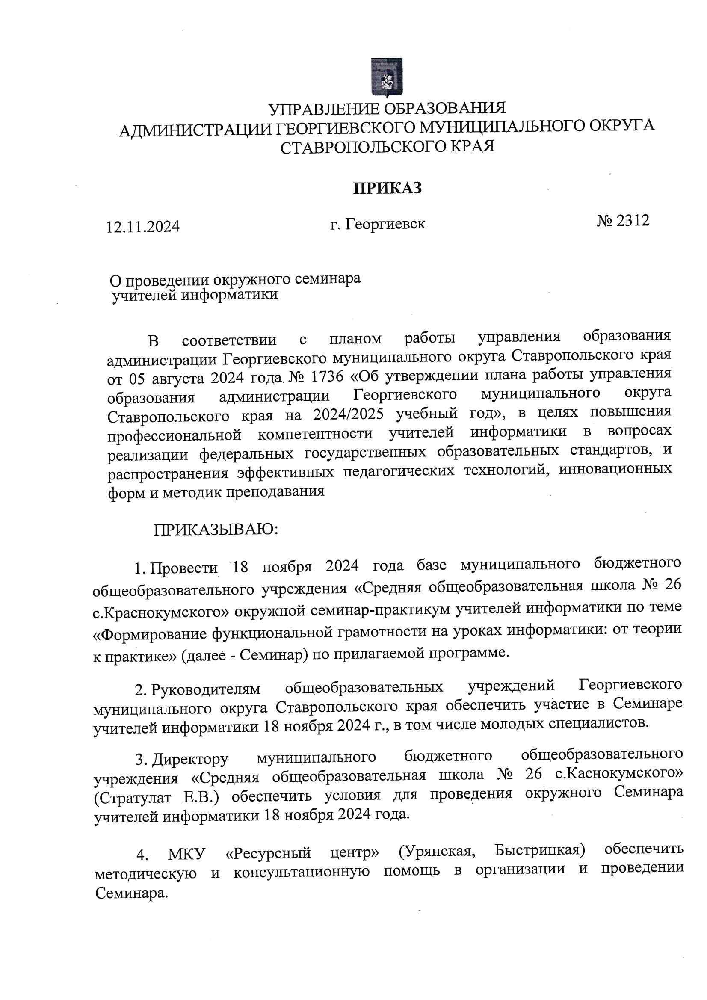 УПРАВЛЕНИЕ ОБРАЗОВАНИЯ
АДМИНИСТРАЦИИ ГЕОРГИЕВСКОГО МУНИЦИПАЛЬНОГО ОКРУГА
СТАВРОПОЛЬСКОГО КРАЯ
ПРИКАЗ
12.11.2024 г. Георгиевск № 2312
О проведении окружного семинара
учителей информатики
В соответствии с планом работы управления образования
администрации Георгиевского муниципального округа Ставропольского края
от 05 августа 2024 года № 1736 «Об утверждении плана работы управления
образования администрации Георгиевского муниципального округа
Ставропольского края на 2024/2025 учебный год», в целях повышения
профессиональной компетентности учителей информатики в вопросах
реализации федеральных государственных образовательных стандартов, и
распространения эффективных педагогических технологий, инновационных
форм и методик преподавания
ПРИКАЗЫВАЮ:
1. Провести 18 ноября 2024 года базе муниципального бюджетного
общеобразовательного учреждения «Средняя общеобразовательная школа № 26
с.Краснокумского» окружной семинар-практикум учителей информатики по теме
«Формирование функциональной грамотности на уроках информатики: от теории
к практике» (далее - Семинар) по прилагаемой программе.
2. Руководителям общеобразовательных учреждений Георгиевского
муниципального округа Ставропольского края обеспечить участие в Семинаре
учителей информатики 18 ноября 2024 г., в том числе молодых специалистов.
3. Директору муниципального бюджетного общеобразовательного
учреждения «Средняя общеобразовательная школа № 26 с.Каснокумского»
(Стратулат Е.В.) обеспечить условия для проведения окружного Семинара
учителей информатики 18 ноября 2024 года.
4. МКУ «Ресурсный центр» (Урянская, Быстрицкая) обеспечить
методическую и консультационную помощь в организации и проведении
Семинара.